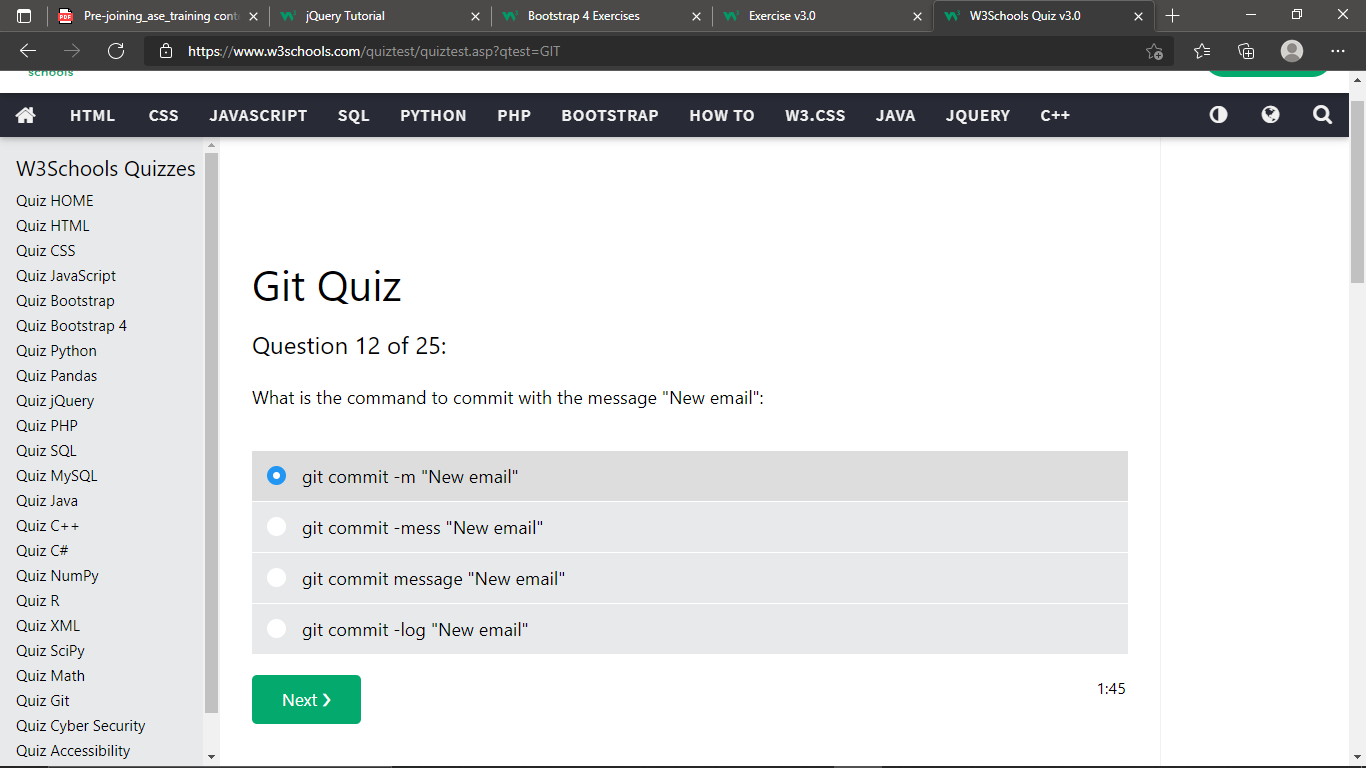 Pre-joining_ase_training cont
jQuery Tutorial
Bootstrap 4 Exercises
Exercise v3.0
W3Schools Quiz v3.0
https://www.w3schools.com/quiztest/quiztest.asp?qtest=GIT
schools
HTML CSS JAVASCRIPT SQL PYTHON PHP BOOTSTRAP HOW TO W3.CSS JAVA JQUERY C++
W3Schools Quizzes
Quiz HOME
Quiz HTML
Quiz CSS
Quiz JavaScript
Quiz Bootstrap
Quiz Bootstrap 4
Quiz Python
Quiz Pandas
Quiz jQuery
Quiz PHP
Quiz SQL
Quiz MySQL
Quiz Java
Quiz C++
Quiz C#
Quiz NumPy
Quiz R
Quiz XML
Quiz SciPy
Quiz Math
Quiz Git
Quiz Cyber Security
Quiz Accessibility
Git Quiz
Question 12 of 25:
What is the command to commit with the message "New email":
git commit -m "New email"
git commit -mess "New email"
git commit message "New email"
git commit -log "New email"
Next ❯
1:45